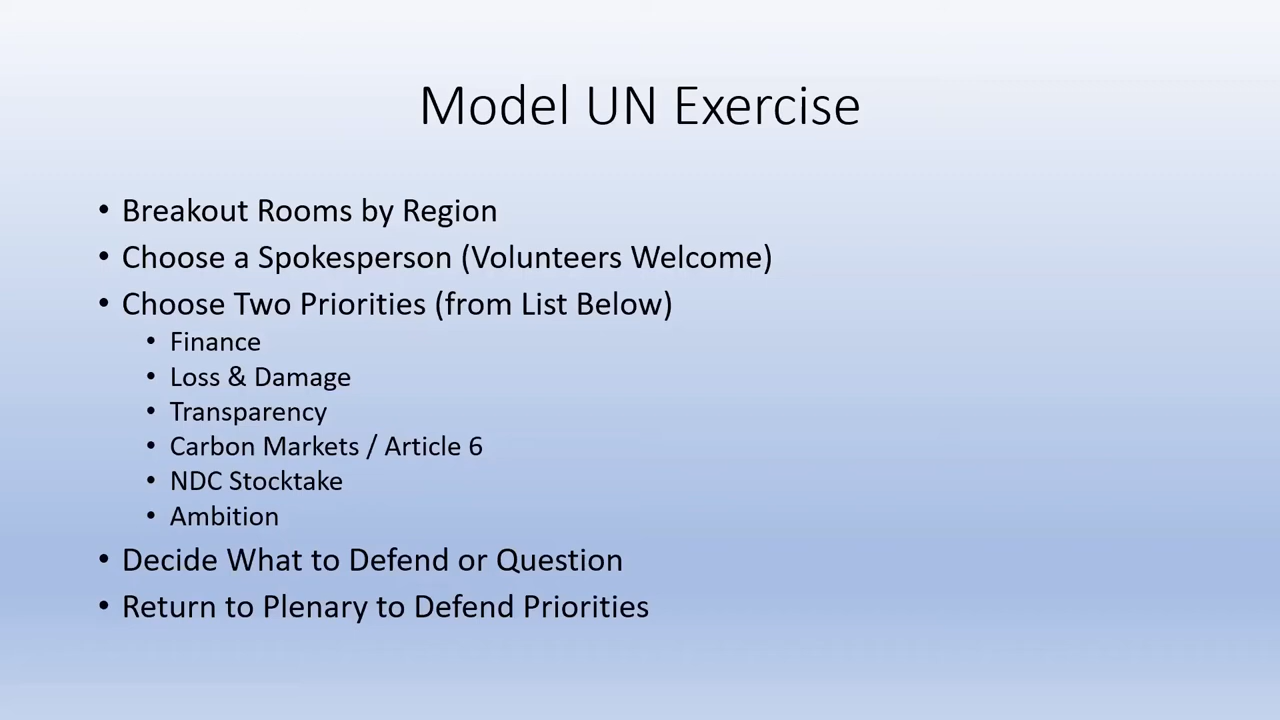 Model UN Exercise
• Breakout Rooms by Region
• Choose a Spokesperson (Volunteers Welcome)
• Choose Two Priorities (from List Below)
• Finance
• Loss & Damage
• Transparency
• Carbon Markets / Article 6
• NDC Stocktake
• Ambition
• Decide What to Defend or Question
• Return to Plenary to Defend Priorities